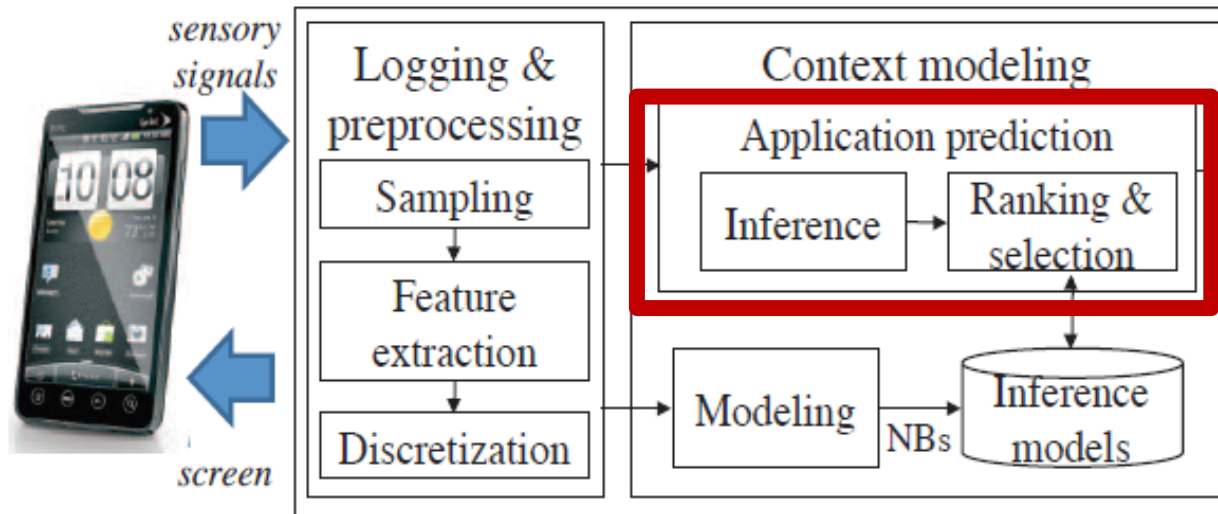 sensory
signals
Logging &
preprocessing
Sampling
Feature
extraction
Discretization
Context modeling
Application prediction
Inference
Ranking &
selection
Modeling
NBs
Inference
models
10 08
73°
screen